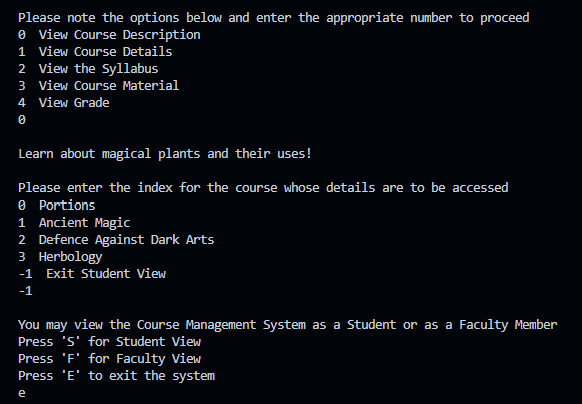 Please note the options below and enter the appropriate number to proceed
0  View Course Description
1  View Course Details
2  View the Syllabus
3  View Course Material
4  View Grade
0
Learn about magical plants and their uses!
Please enter the index for the course whose details are to be accessed
0  Portions
1  Ancient Magic
2  Defence Against Dark Arts
3  Herbology
-1  Exit Student View
-1
You may view the Course Management System as a Student or as a Faculty Member
Press 'S' for Student View
Press 'F' for Faculty View
Press 'E' to exit the system
e